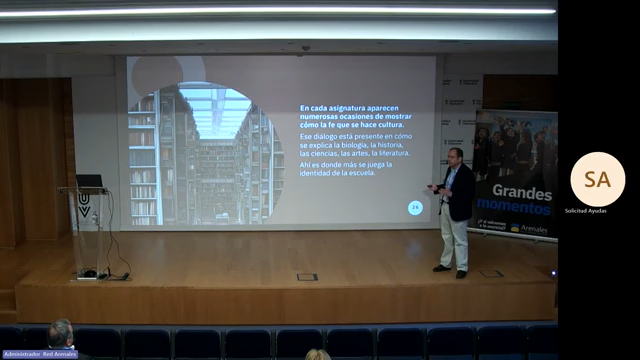 En cada asignatura aparecen
numerosas ocasiones de mostrar
cómo la fe que se hace cultura.
Ese diálogo está presente en cómo
se explica la biología, la historia,
las ciencias, las artes, la literatura.
Ahí es donde más se juega la
identidad de la escuela.
26
Grandes
momentos
Arenales
SA
Solicitud Ayudas
Administrador Red Arenales